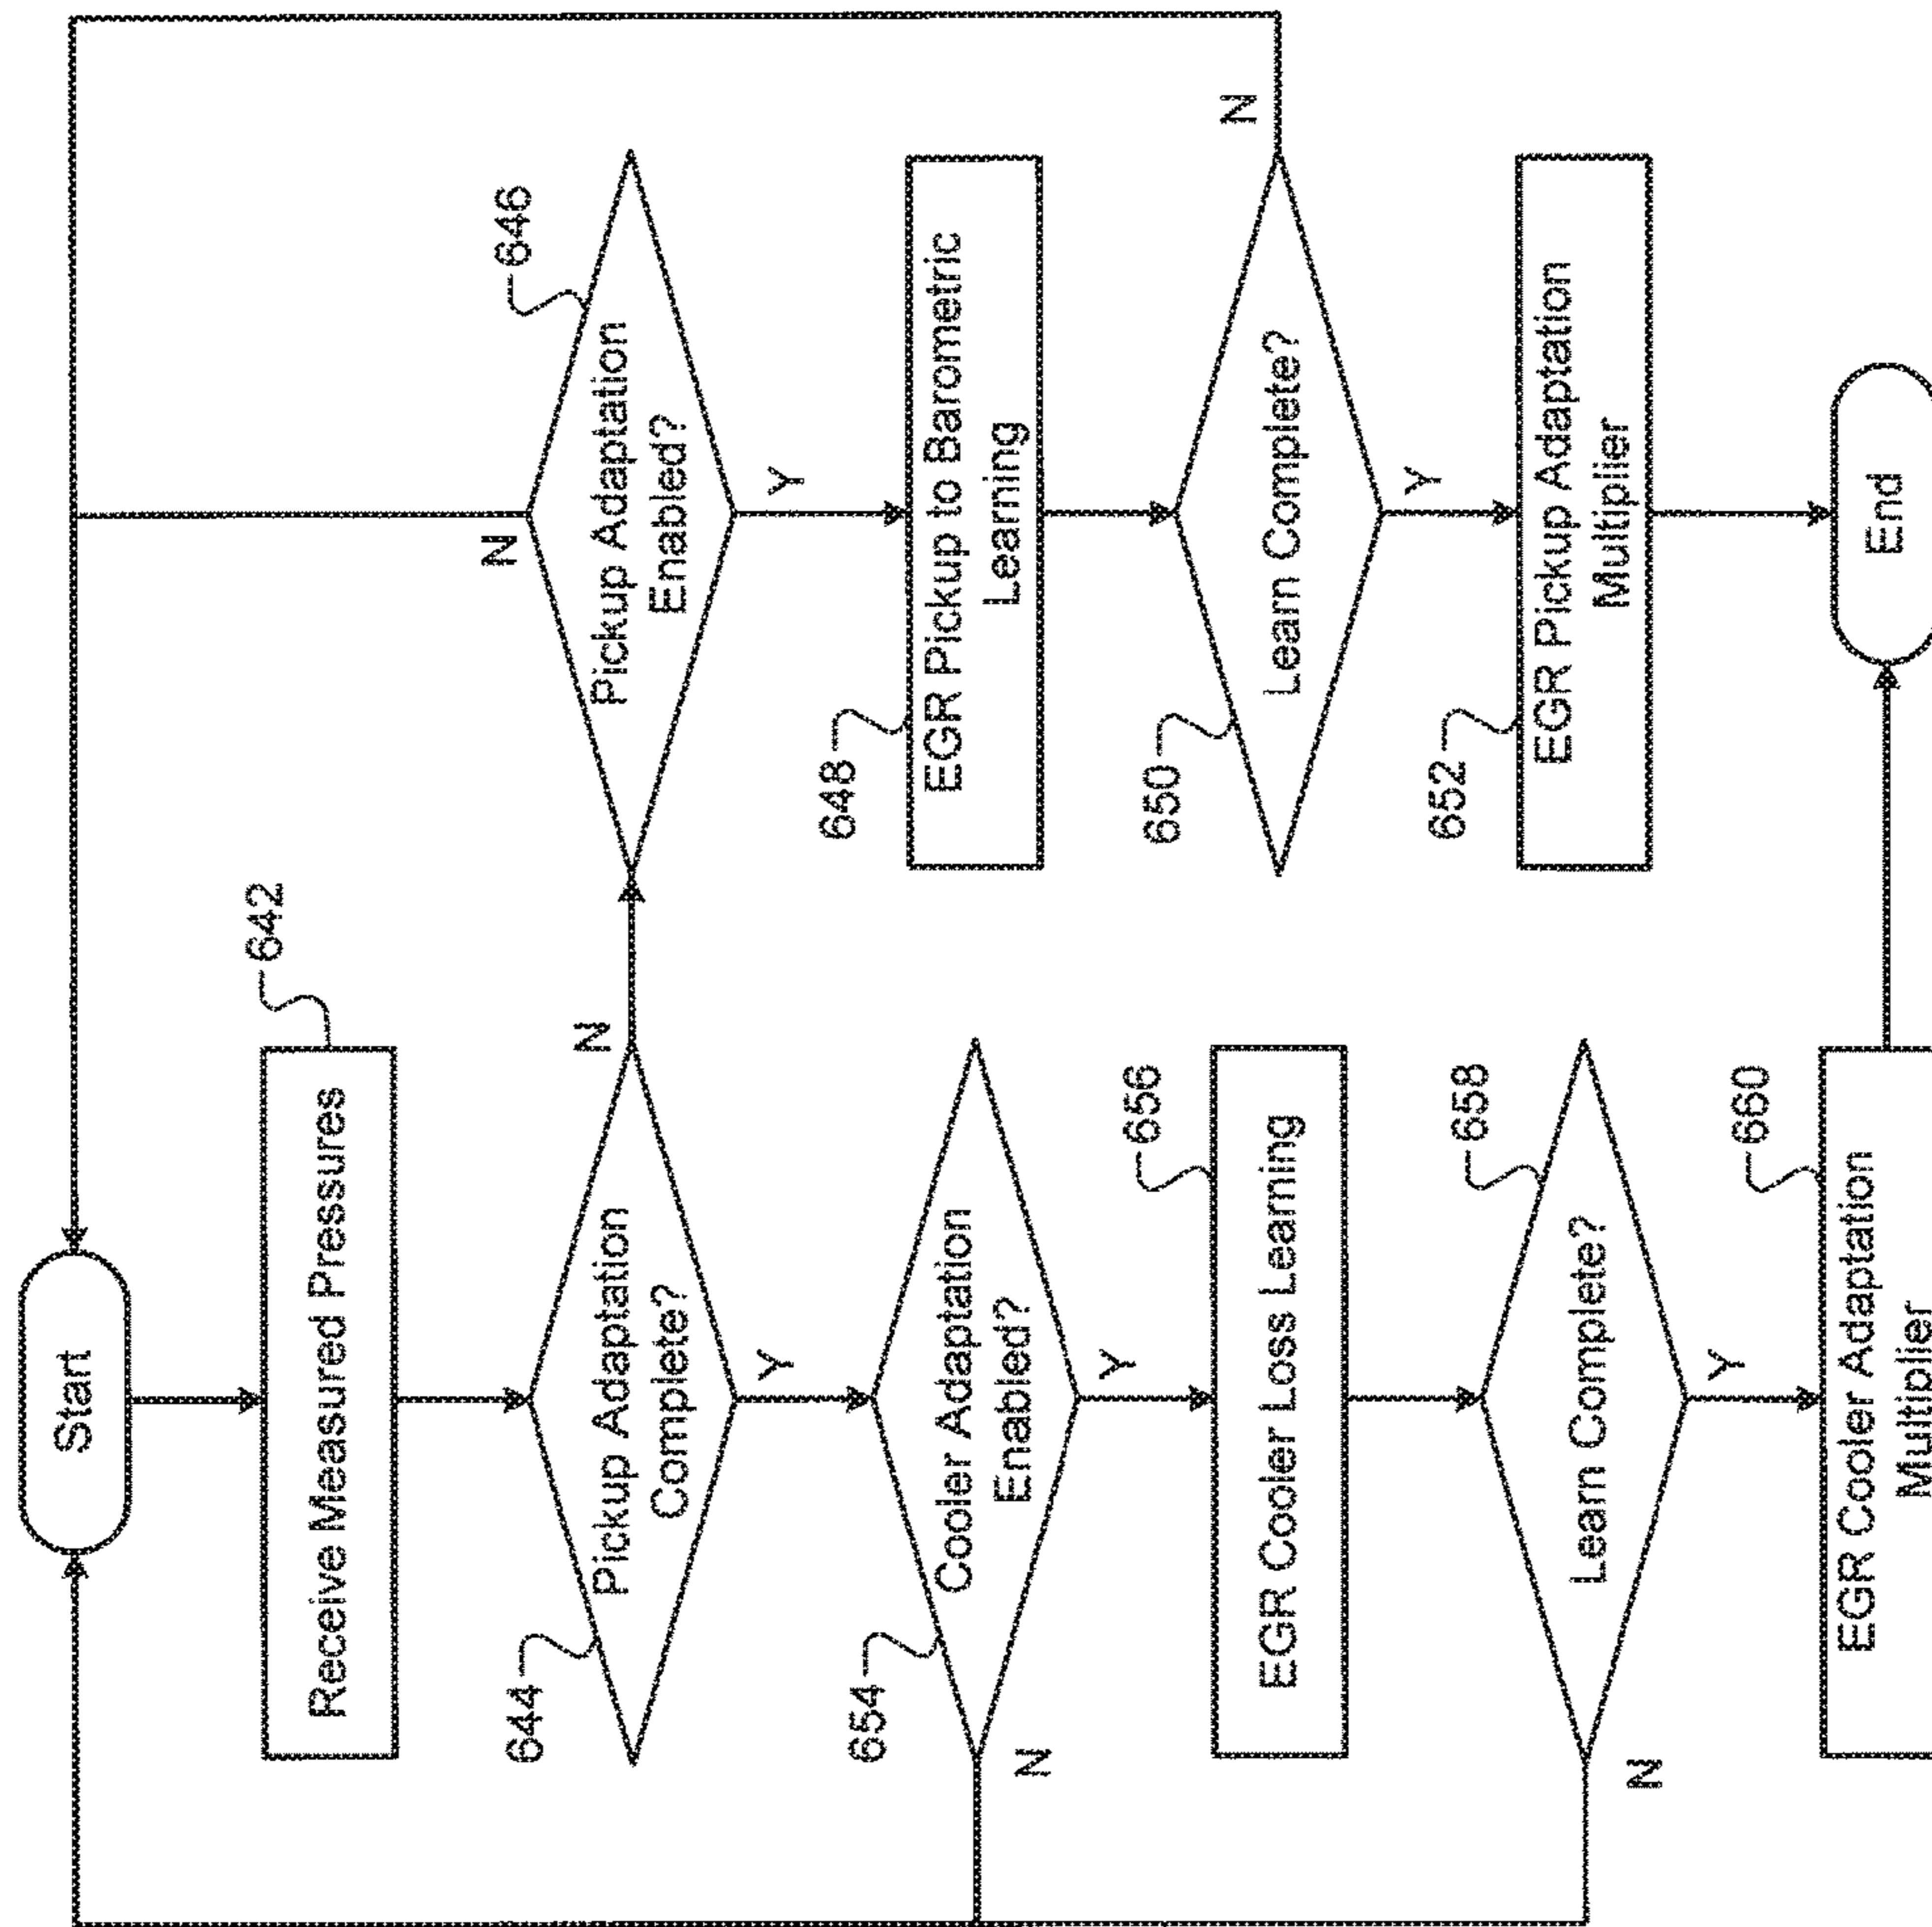 Start
Receive Measured Pressures
642
Pickup Adaptation
Complete?
644
N
Y
Pickup Adaptation
Enabled?
646
N
Y
EGR Pickup to Barometric
Learning
648
Learn Complete?
650
N
Y
EGR Pickup Adaptation
Multiplier
652
Cooler Adaptation
Enabled?
654
N
Y
EGR Cooler Loss Learning
656
Learn Complete?
658
N
Y
EGR Cooler Adaptation
Multiplier
660
End